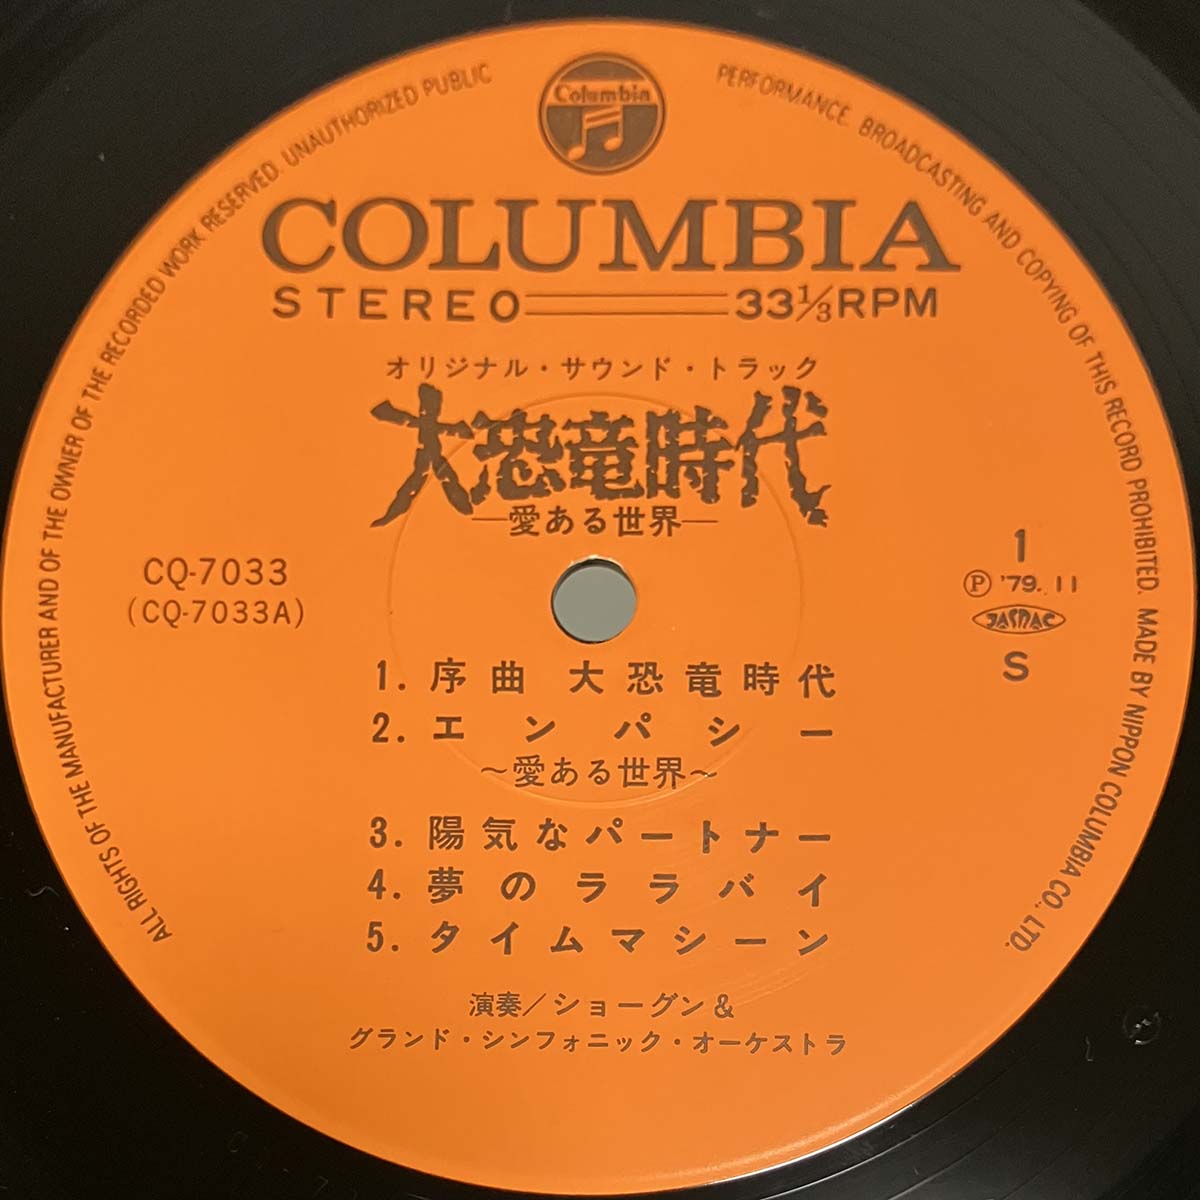 ALL RIGHTS OF THE MANUFACTURER AND OF THE OWNER OF THE RECORDED WORK RESERVED. UNAUTHORIZED PUBLIC PERFORMANCE. BROADCASTING AND COPYING OF THIS RECORD PROHIBITED. MADE BY NIPPON COLUMBIA CO., LTD.
Columbia
COLUMBIA
STEREO 33⅓RPM
オリジナル・サウンド・トラック
大恐竜時代
—愛ある世界—
CQ-7033
(CQ-7033A)
1
Ⓟ '79. 11
JASRAC
S
1. 序曲 大恐竜時代
2. エンパシー
〜愛ある世界〜
3. 陽気なパートナー
4. 夢のララバイ
5. タイムマシーン
演奏/ショーグン&
グランド・シンフォニック・オーケストラ